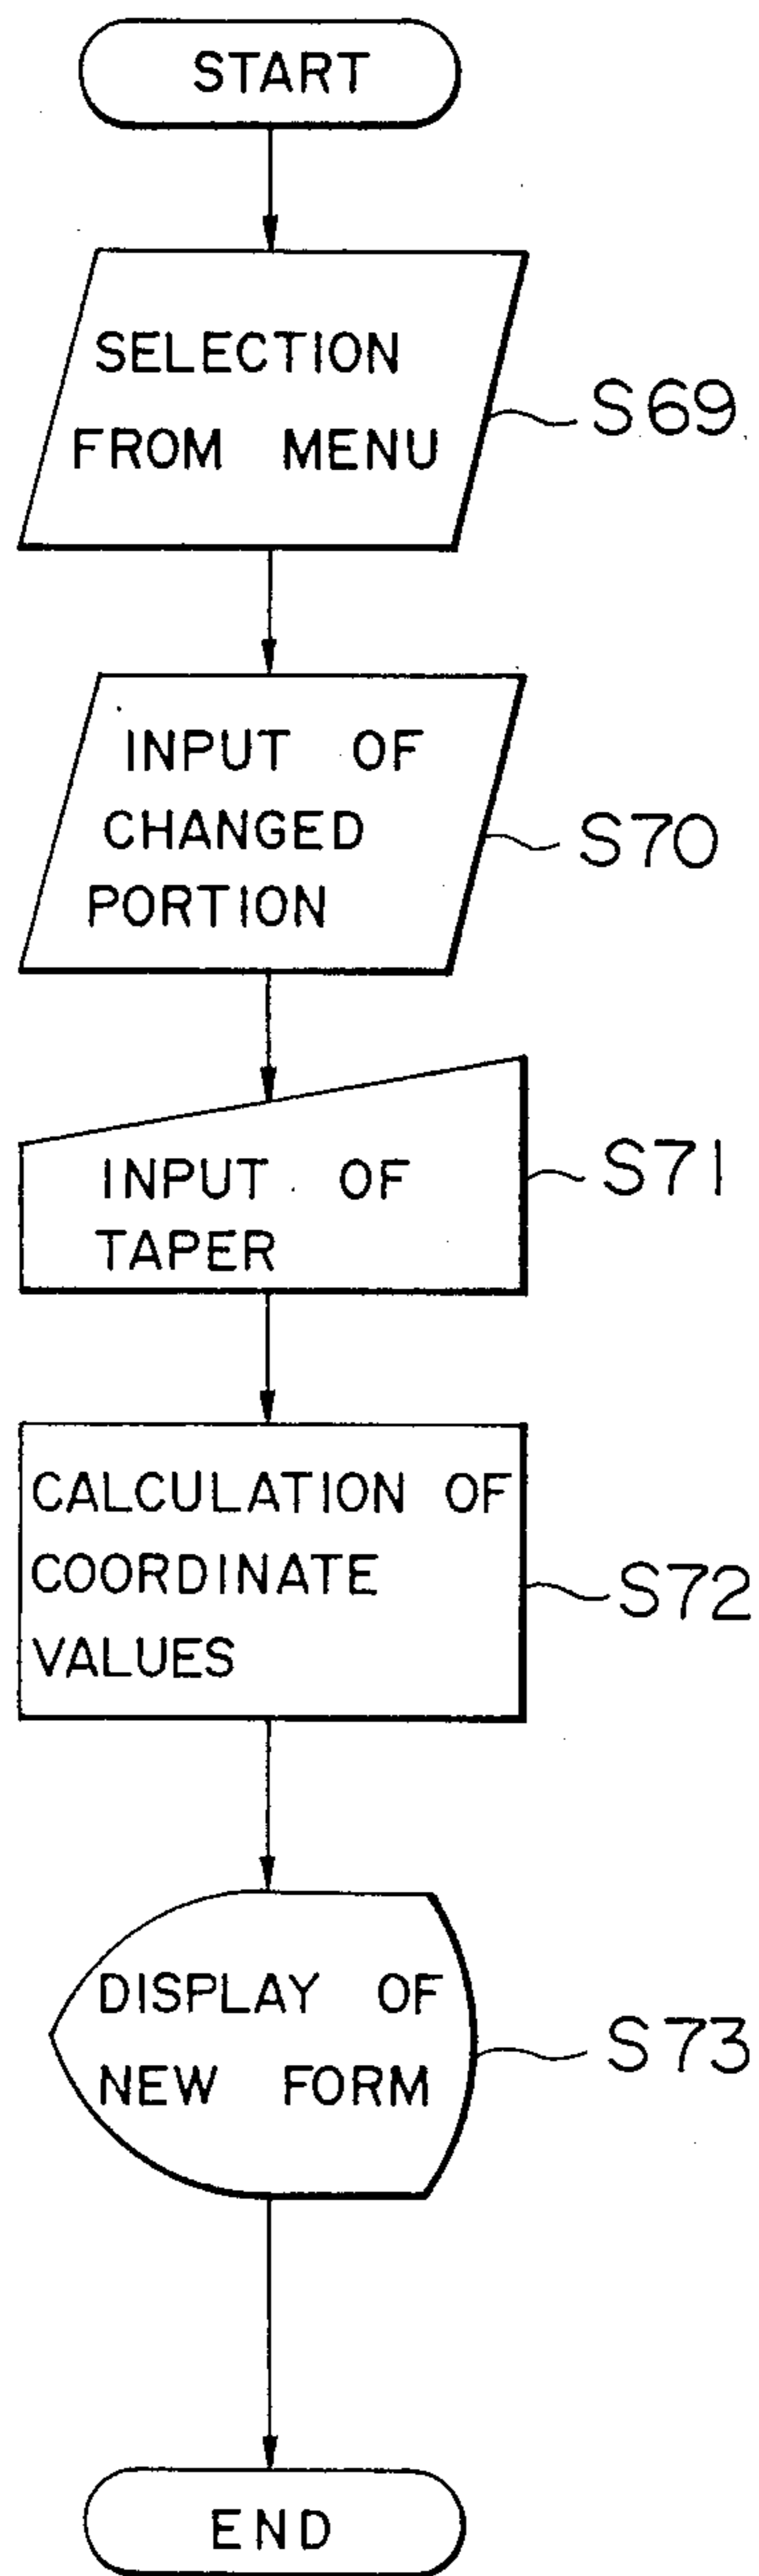 START
SELECTION
FROM MENU
S69
INPUT OF
CHANGED
PORTION
S70
INPUT OF
TAPER
S71
CALCULATION OF
COORDINATE
VALUES
S72
DISPLAY OF
NEW FORM
S73
END